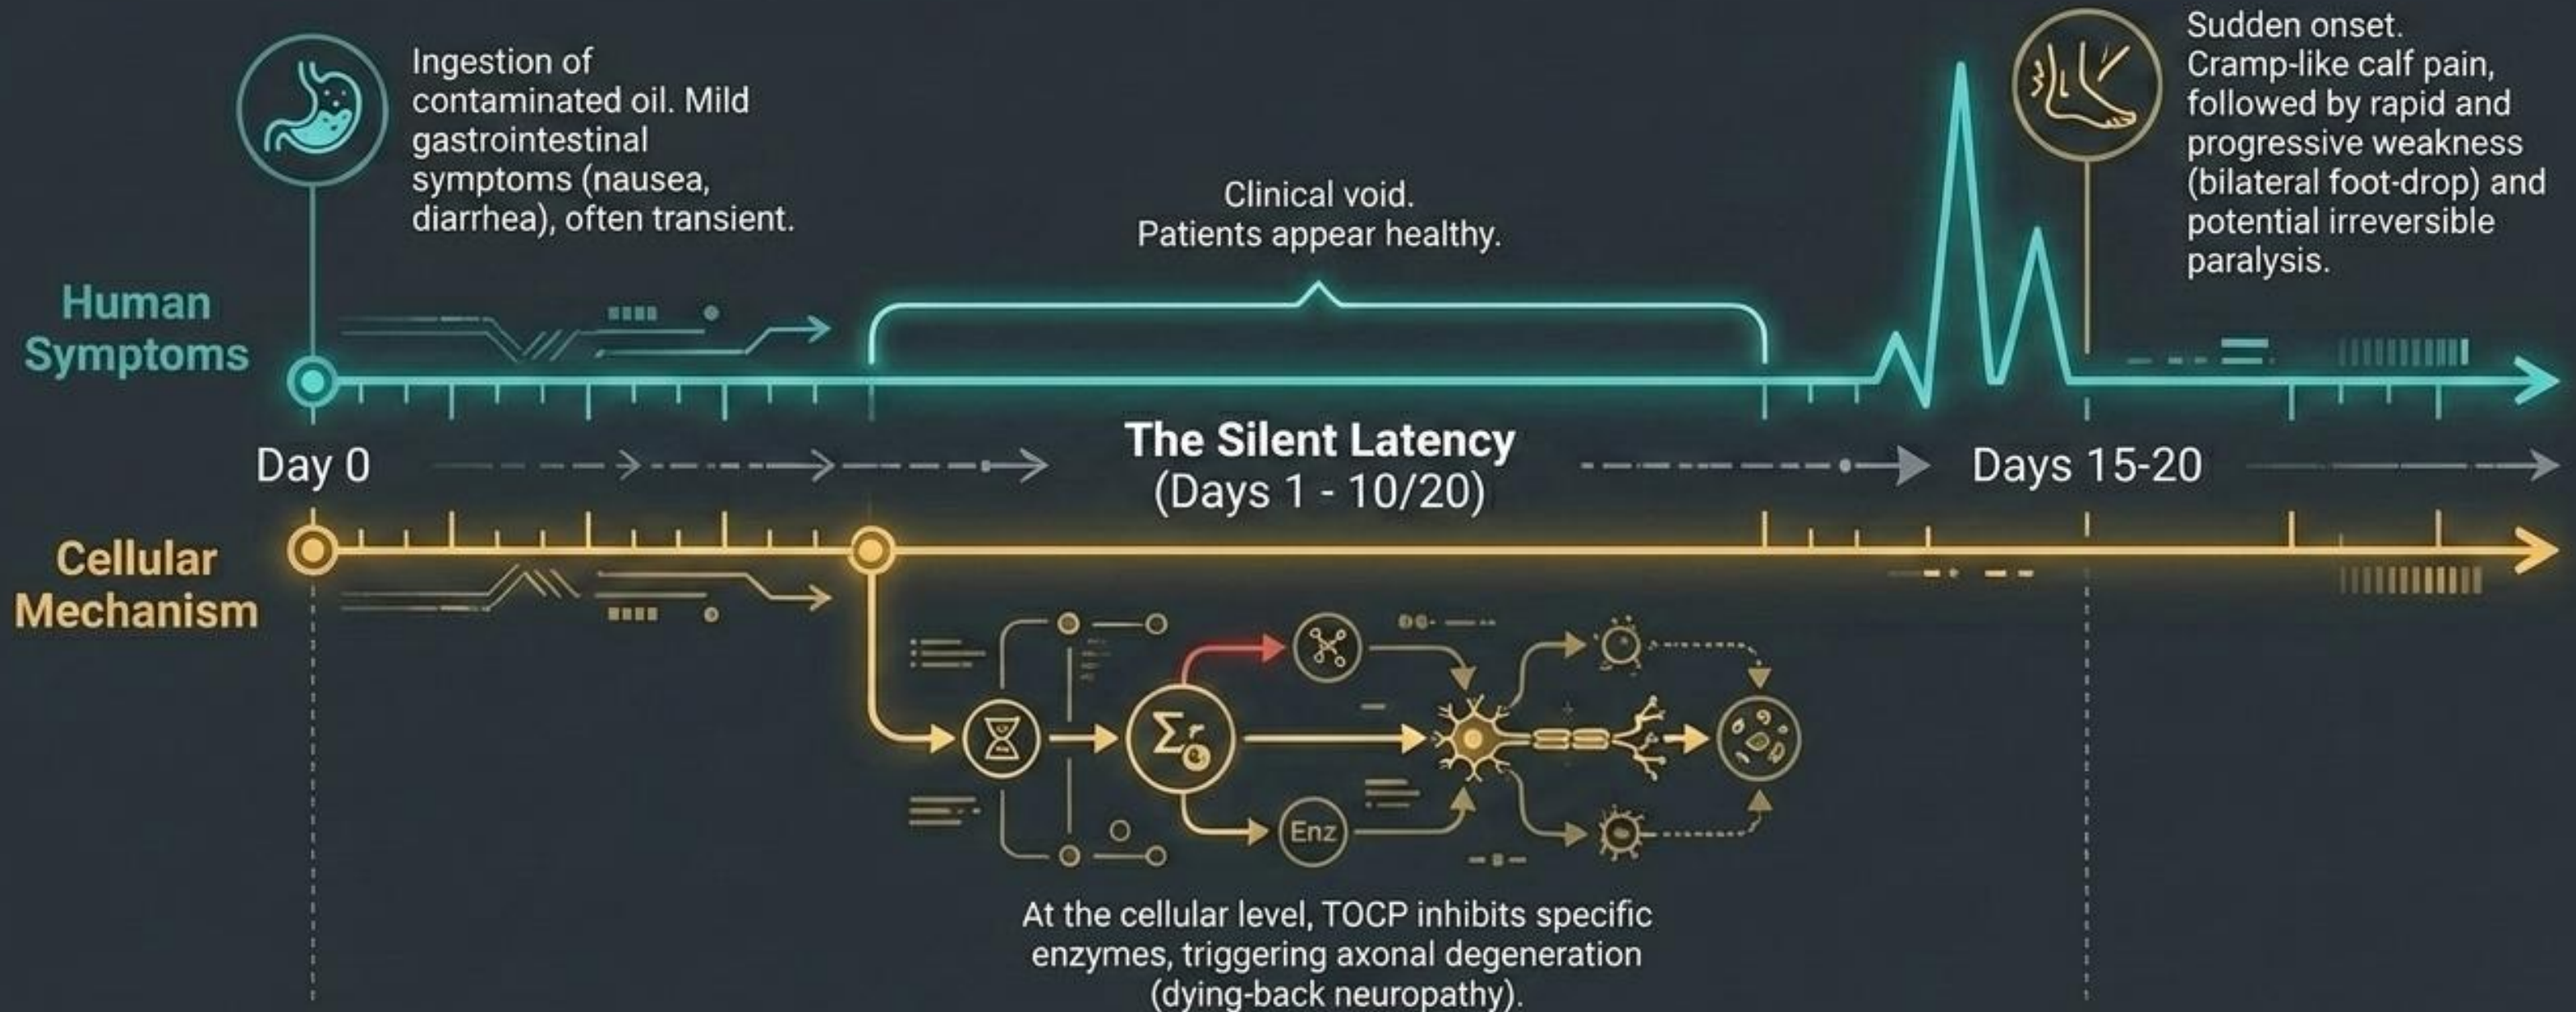 Ingestion of
contaminated oil. Mild
gastrointestinal
symptoms (nausea,
diarrhea), often transient.
Clinical void.
Patients appear healthy.
Sudden onset.
Cramp-like calf pain,
followed by rapid and
progressive weakness
(bilateral foot-drop) and
potential irreversible
paralysis.
Human
Symptoms
Day 0
The Silent Latency
(Days 1 - 10/20)
Days 15-20
Cellular
Mechanism
Σ
Enz
At the cellular level, TOCP inhibits specific
enzymes, triggering axonal degeneration
(dying-back neuropathy).